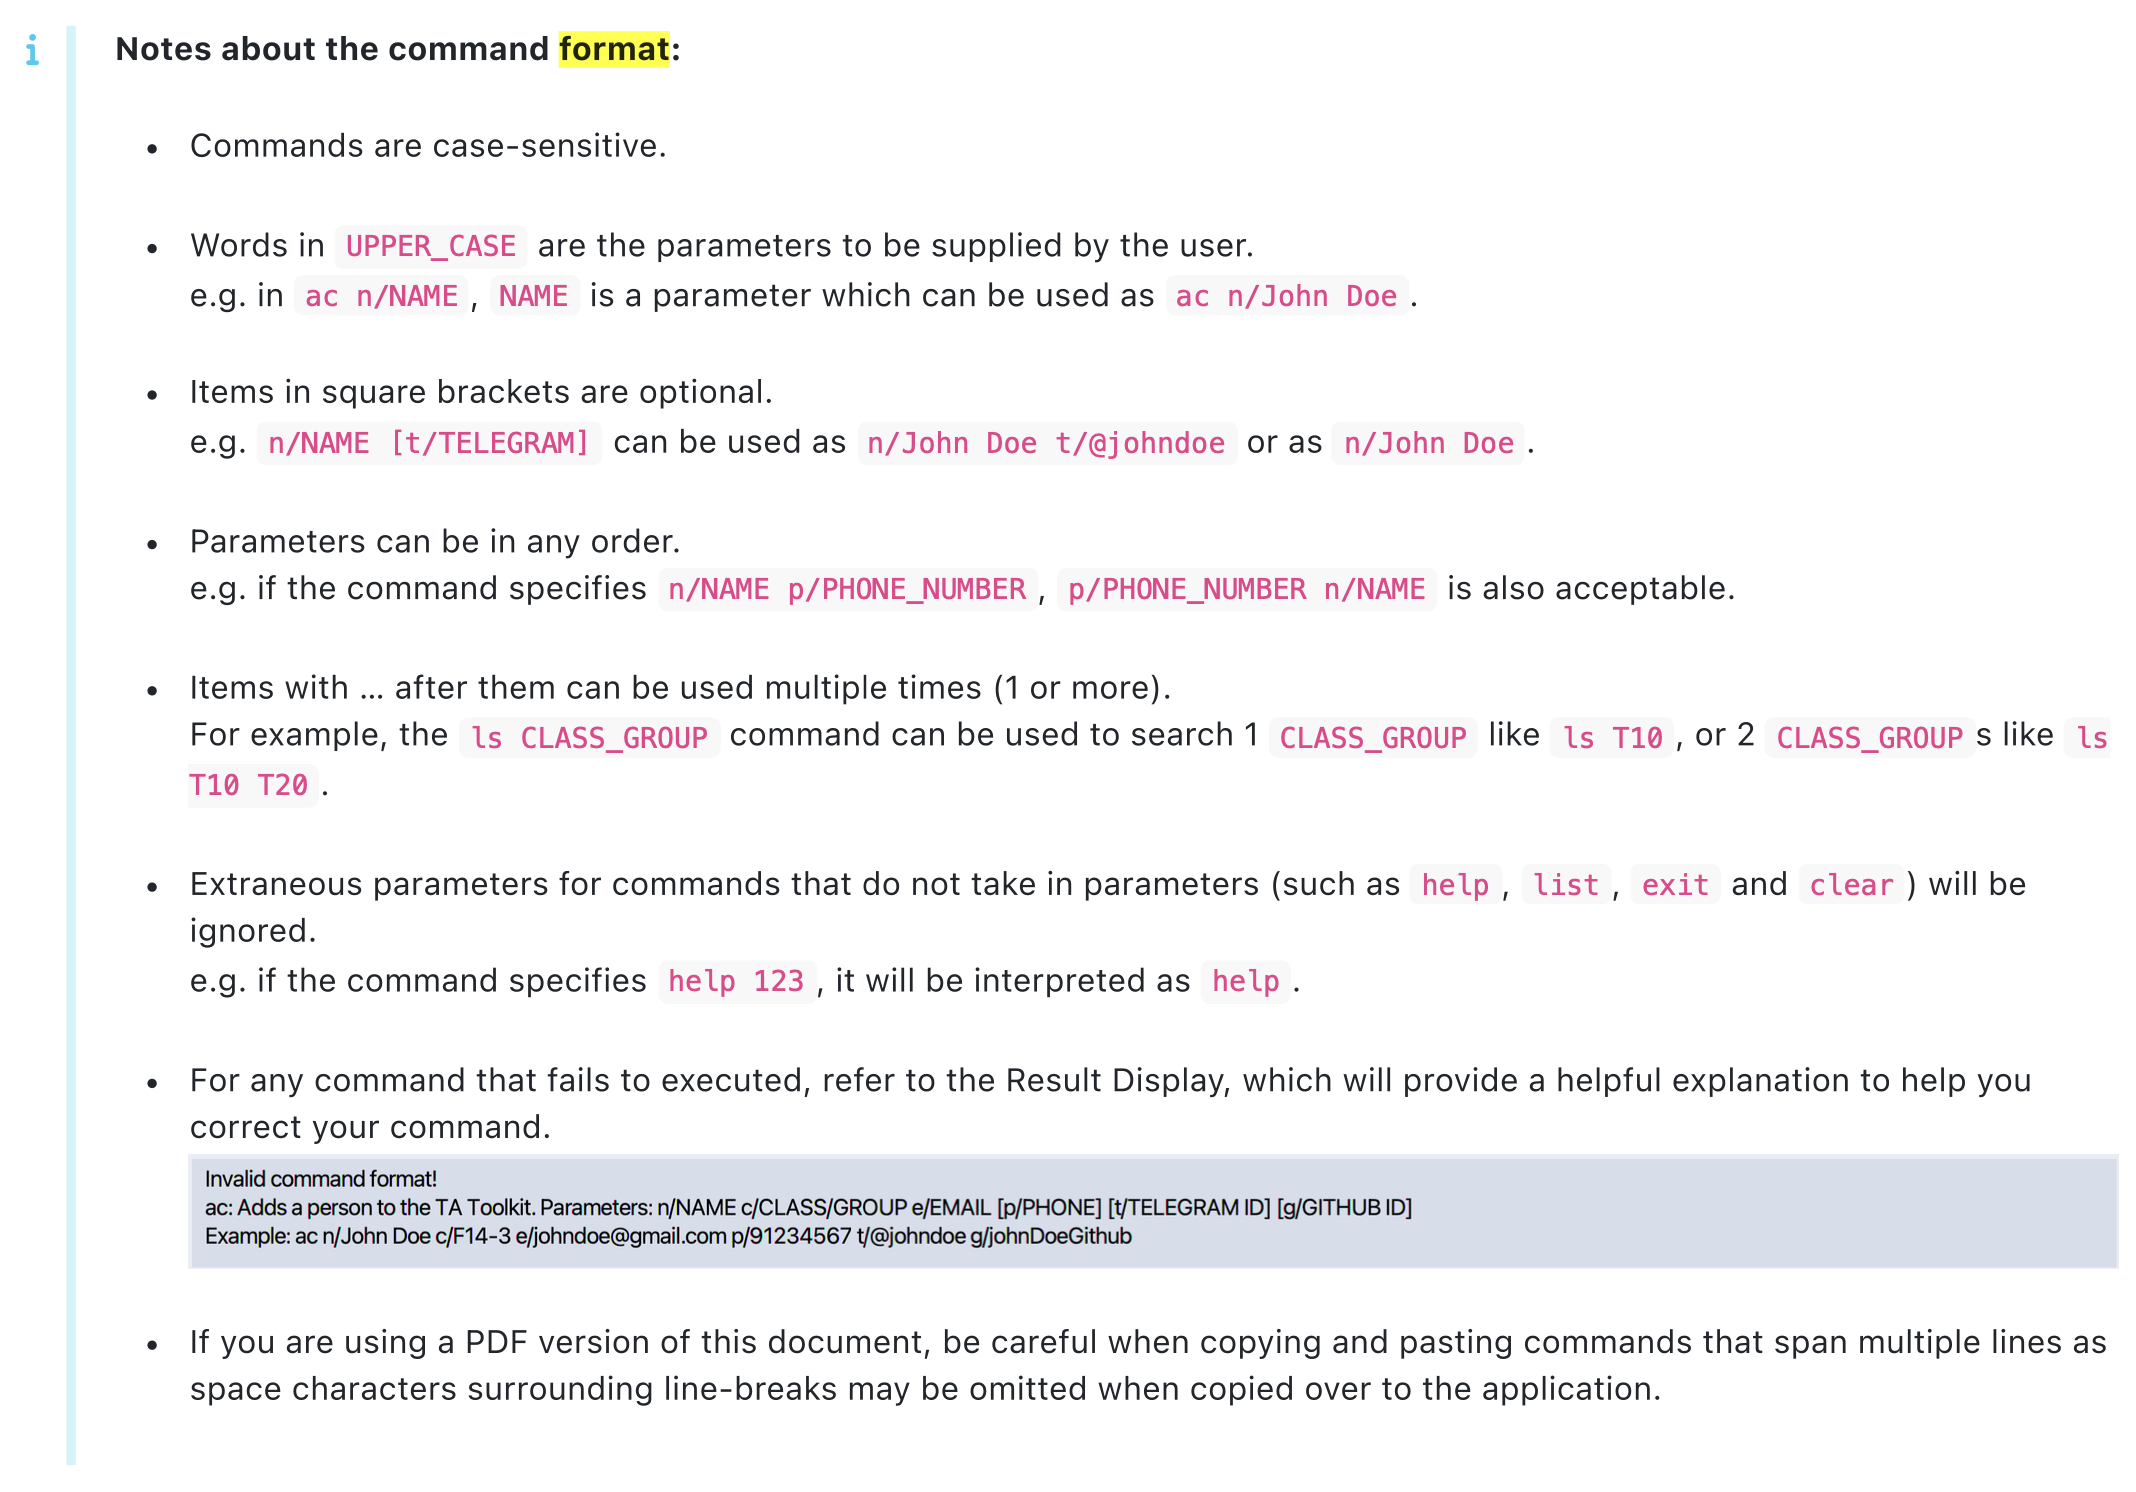 Notes about the command format:
• Commands are case-sensitive.
• Words in UPPER_CASE are the parameters to be supplied by the user.
e.g. in ac n/NAME, NAME is a parameter which can be used as ac n/John Doe.
• Items in square brackets are optional.
e.g. n/NAME [t/TELEGRAM] can be used as n/John Doe t/@johndoe or as n/John Doe.
• Parameters can be in any order.
e.g. if the command specifies n/NAME p/PHONE_NUMBER, p/PHONE_NUMBER n/NAME is also acceptable.
• Items with … after them can be used multiple times (1 or more).
For example, the ls CLASS_GROUP command can be used to search 1 CLASS_GROUP like ls T10, or 2 CLASS_GROUPs like ls
T10 T20.
• Extraneous parameters for commands that do not take in parameters (such as help, list, exit and clear) will be
ignored.
e.g. if the command specifies help 123, it will be interpreted as help.
• For any command that fails to executed, refer to the Result Display, which will provide a helpful explanation to help you
correct your command.
Invalid command format!
ac: Adds a person to the TA Toolkit. Parameters: n/NAME c/CLASS/GROUP e/EMAIL [p/PHONE] [t/TELEGRAM ID] [g/GITHUB ID]
Example: ac n/John Doe c/F14-3 e/johndoe@gmail.com p/91234567 t/@johndoe g/johnDoeGithub
• If you are using a PDF version of this document, be careful when copying and pasting commands that span multiple lines as
space characters surrounding line-breaks may be omitted when copied over to the application.